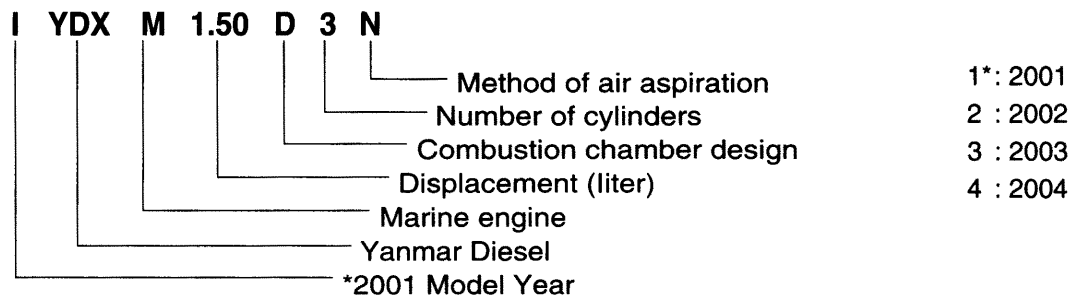 I YDX M 1.50 D 3 N
Method of air aspiration
1*: 2001
Number of cylinders
2 : 2002
Combustion chamber design
3 : 2003
Displacement (liter)
4 : 2004
Marine engine
Yanmar Diesel
*2001 Model Year